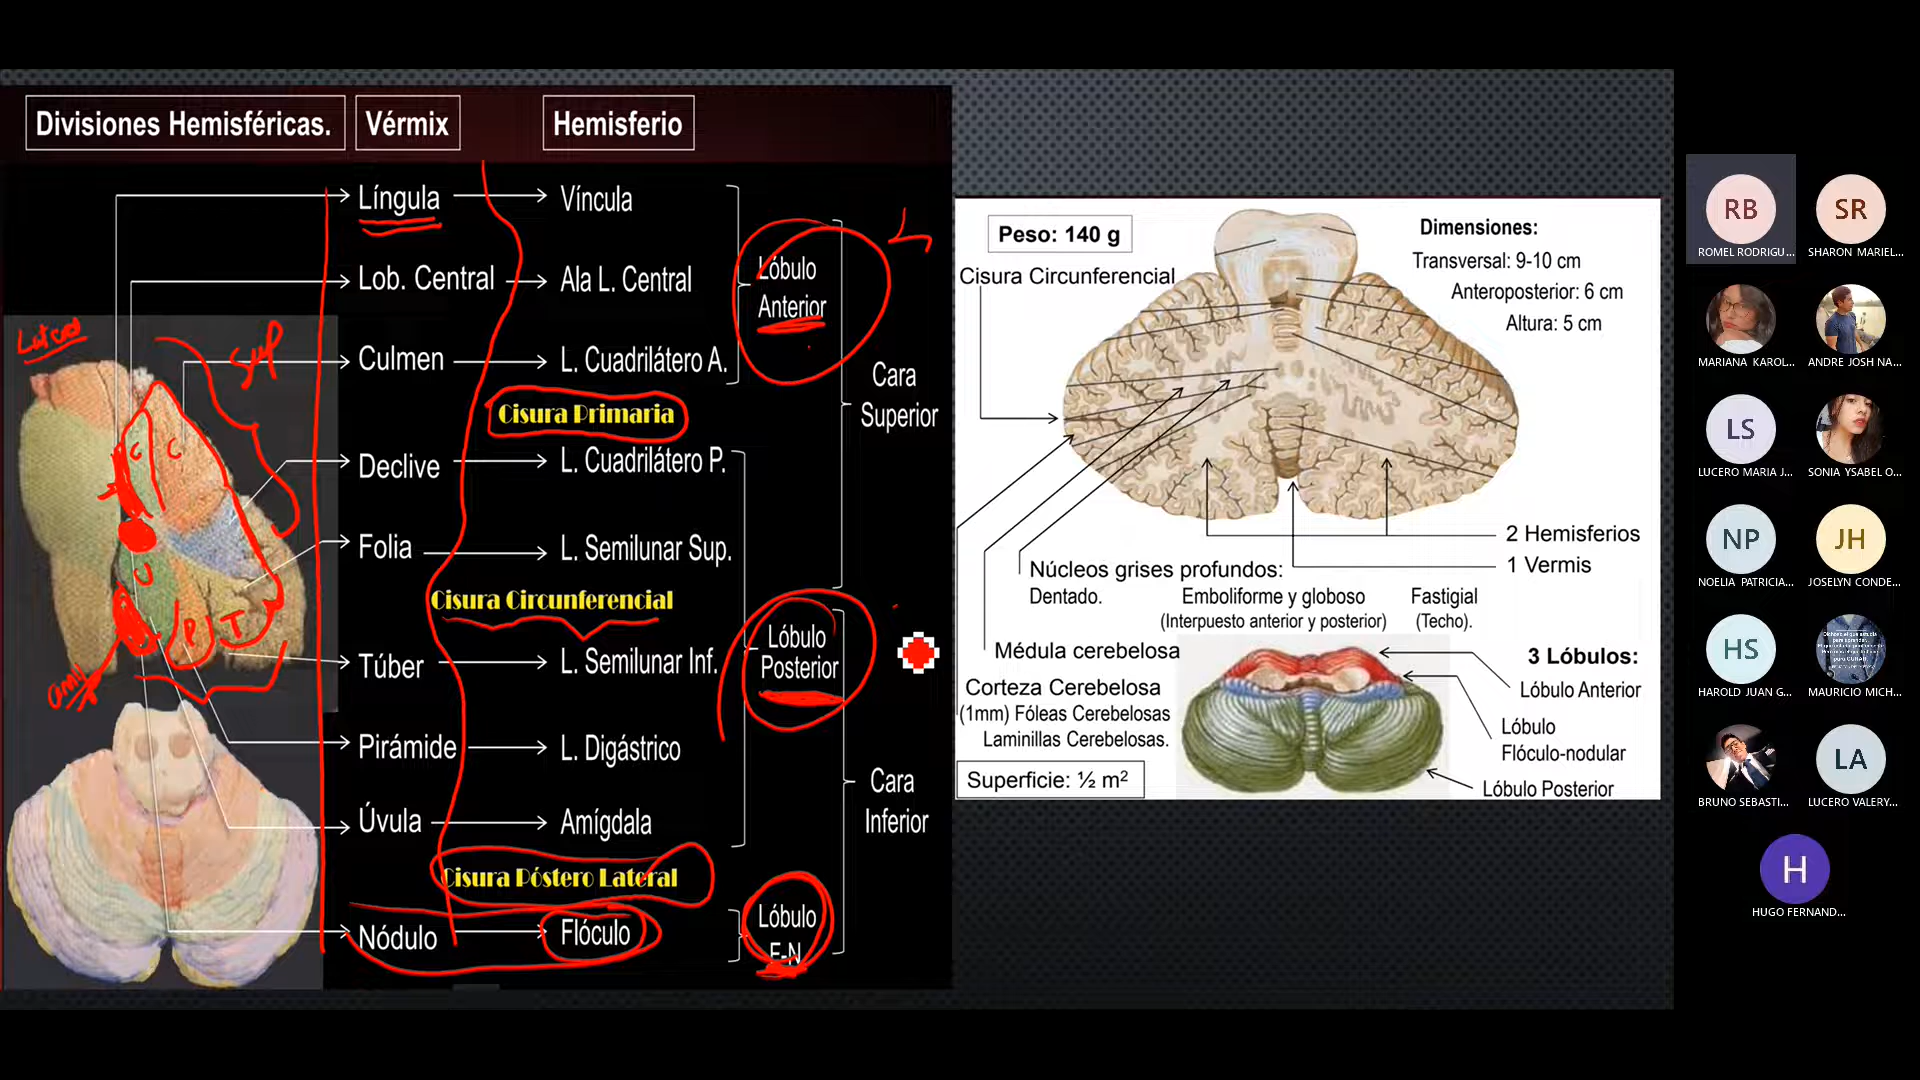 Divisiones Hemisféricas.
Vérmix
Hemisferio
Língula
Víncula
Lob. Central
Ala L. Central
Culmen
L. Cuadrilátero A.
Cisura Primaria
Declive
L. Cuadrilátero P.
Folia
L. Semilunar Sup.
Cisura Circunferencial
Túber
L. Semilunar Inf.
Pirámide
L. Digástrico
Úvula
Amígdala
Cisura Póstero Lateral
Nódulo
Flóculo
Lóbulo
Anterior
Lóbulo
Posterior
Lóbulo
F-N
Cara
Superior
Cara
Inferior
Sup
C
C
U
P
T
Peso: 140 g
Cisura Circunferencial
Dimensiones:
Transversal: 9-10 cm
Anteroposterior: 6 cm
Altura: 5 cm
2 Hemisferios
1 Vermis
Núcleos grises profundos:
Dentado.
Emboliforme y globoso
(Interpuesto anterior y posterior)
Fastigial
(Techo).
Médula cerebelosa
Corteza Cerebelosa
(1mm) Fóleas Cerebelosas
Laminillas Cerebelosas.
Superficie: ½ m²
3 Lóbulos:
Lóbulo Anterior
Lóbulo
Flóculo-nodular
Lóbulo Posterior
RB
ROMEL RODRIGU...
SR
SHARON MARIEL...
MARIANA KAROL...
ANDRE JOSH NA...
LS
LUCERO MARIA J...
SONIA YSABEL O...
NP
NOELIA PATRICIA...
JH
JOSELYN CONDE...
HS
HAROLD JUAN G...
MAURICIO MICH...
BRUNO SEBASTI...
LA
LUCERO VALERY...
H
HUGO FERNAND...